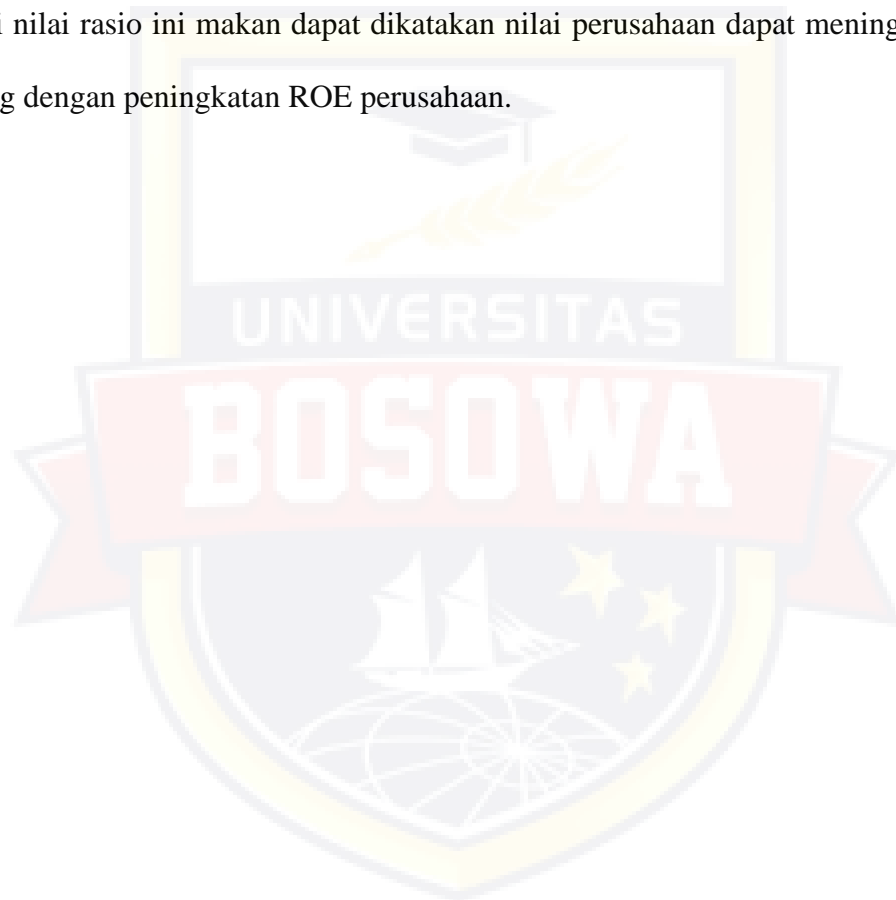 i nilai rasio ini makan dapat dikatakan nilai perusahaan dapat mening
g dengan peningkatan ROE perusahaan.
UNIVERSITAS
BOSOWA